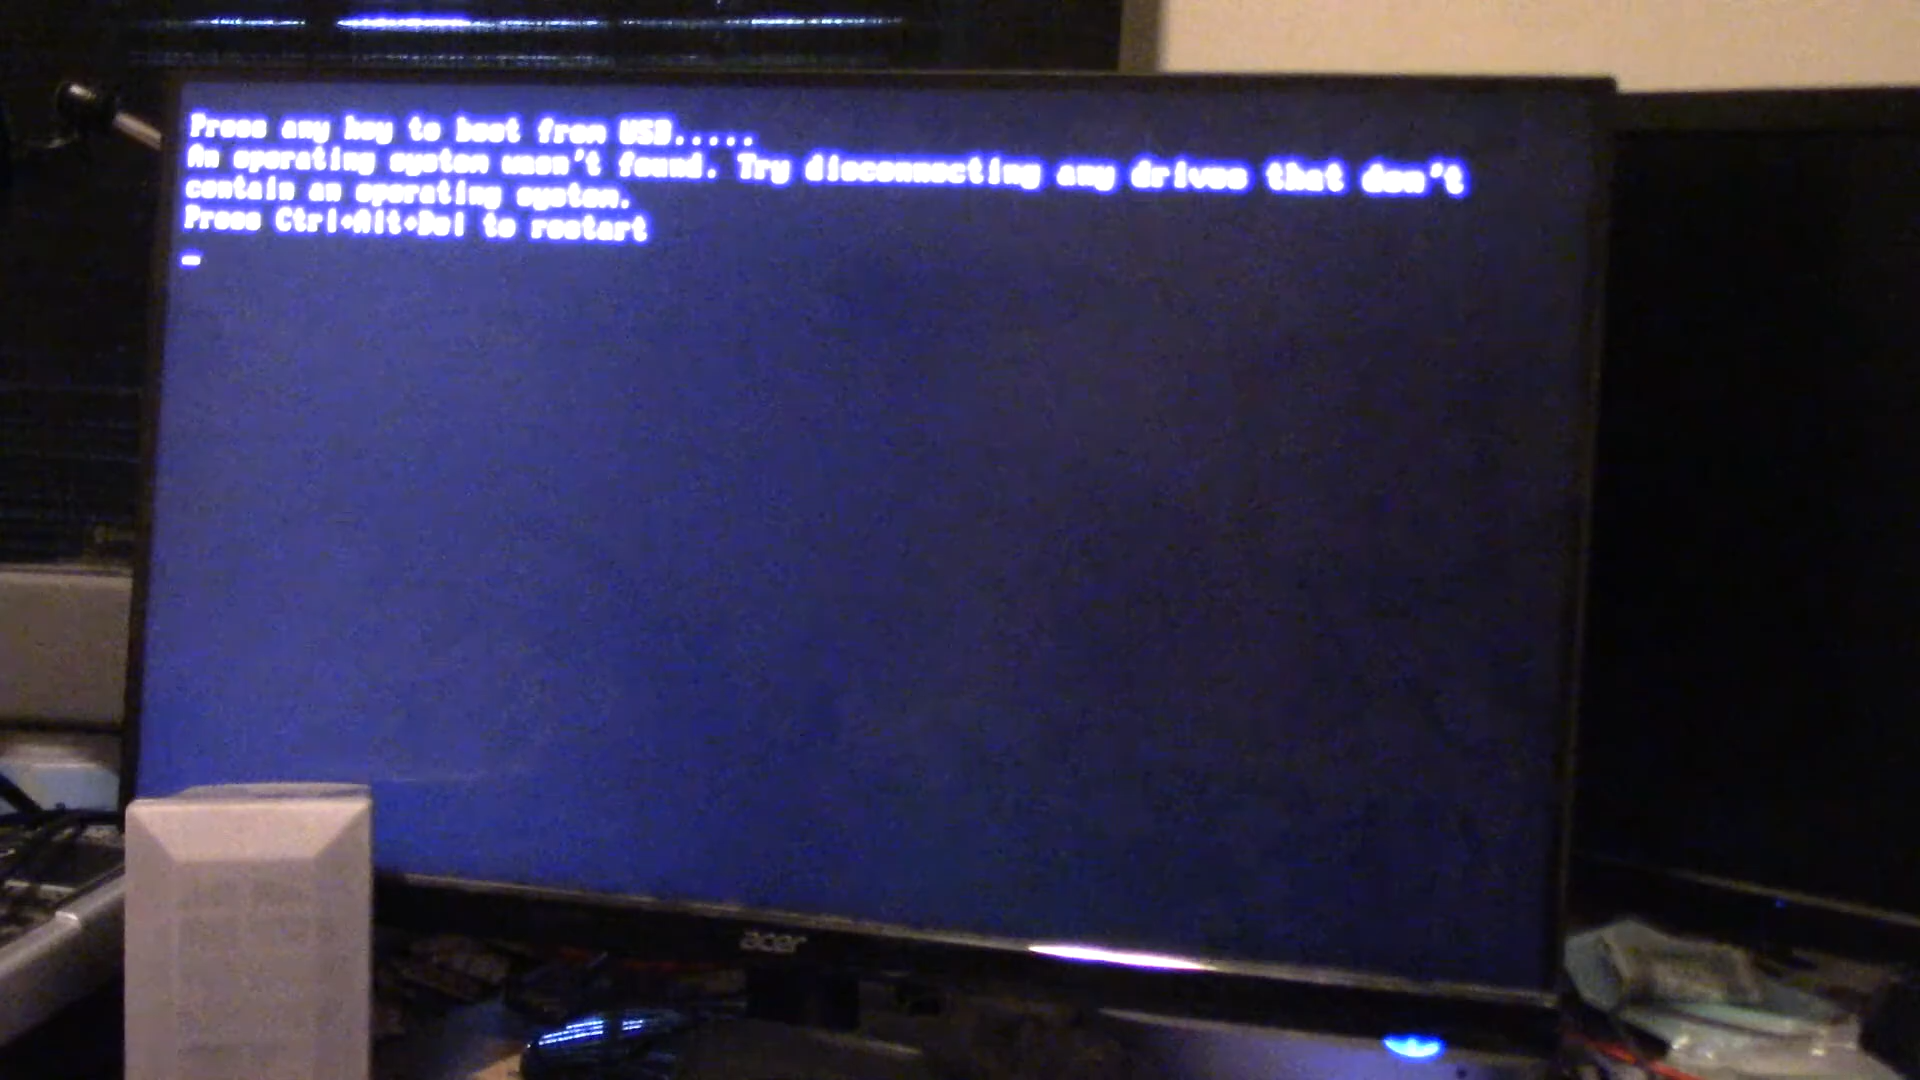 Press any key to boot from USB.....
An operating system wasn't found. Try disconnecting any drives that don't
contain an operating system.
Press Ctrl+Alt+Del to restart
acer